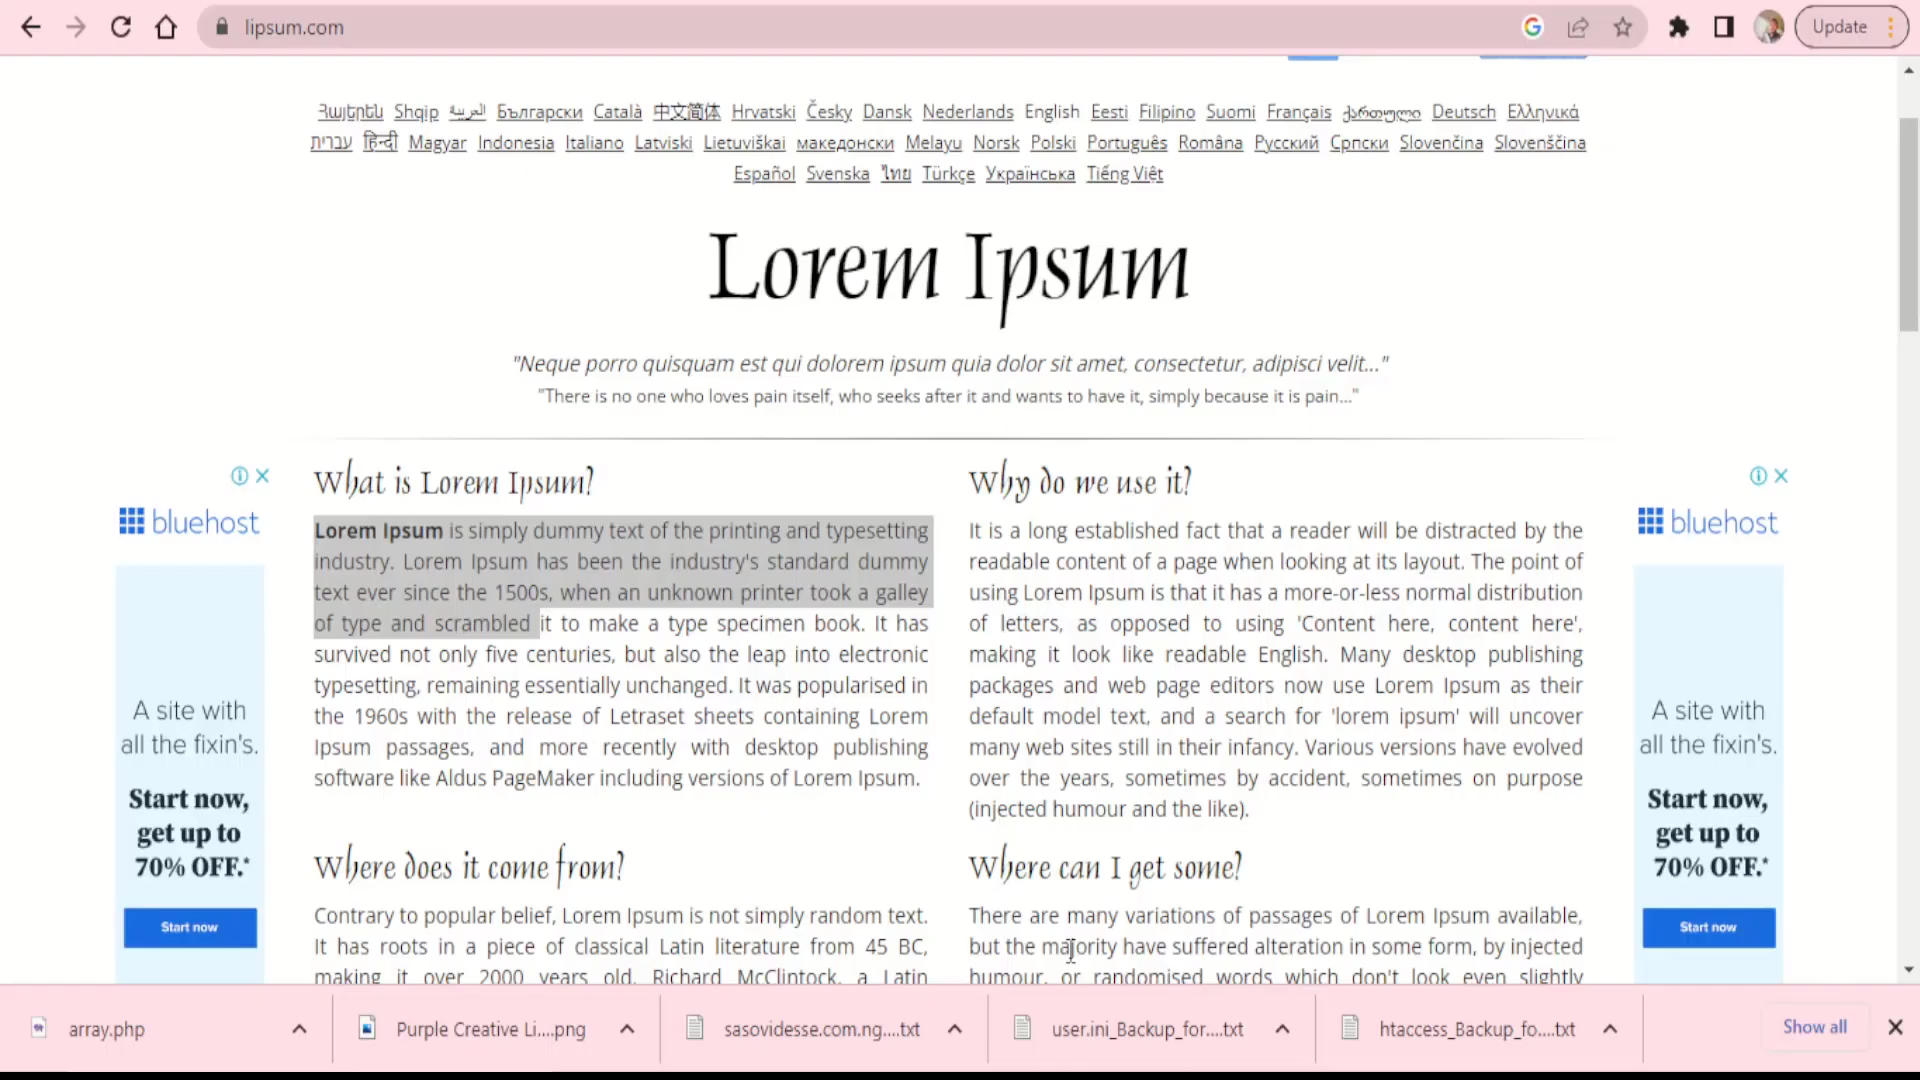 lipsum.com
Update
Հայերեն Shqip العربية Български Català 中文简体 Hrvatski Česky Dansk Nederlands English Eesti Filipino Suomi Français ქართული Deutsch Ελληνικά
עברית हिन्दी Magyar Indonesia Italiano Latviski Lietuviškai македонски Melayu Norsk Polski Português Româna Русский Српски Slovenčina Slovenščina
Español Svenska ไทย Türkçe Українська Tiếng Việt
Lorem Ipsum
"Neque porro quisquam est qui dolorem ipsum quia dolor sit amet, consectetur, adipisci velit..."
"There is no one who loves pain itself, who seeks after it and wants to have it, simply because it is pain..."
What is Lorem Ipsum?
Lorem Ipsum is simply dummy text of the printing and typesetting
industry. Lorem Ipsum has been the industry's standard dummy
text ever since the 1500s, when an unknown printer took a galley
of type and scrambled it to make a type specimen book. It has
survived not only five centuries, but also the leap into electronic
typesetting, remaining essentially unchanged. It was popularised in
the 1960s with the release of Letraset sheets containing Lorem
Ipsum passages, and more recently with desktop publishing
software like Aldus PageMaker including versions of Lorem Ipsum.
Why do we use it?
It is a long established fact that a reader will be distracted by the
readable content of a page when looking at its layout. The point of
using Lorem Ipsum is that it has a more-or-less normal distribution
of letters, as opposed to using 'Content here, content here',
making it look like readable English. Many desktop publishing
packages and web page editors now use Lorem Ipsum as their
default model text, and a search for 'lorem ipsum' will uncover
many web sites still in their infancy. Various versions have evolved
over the years, sometimes by accident, sometimes on purpose
(injected humour and the like).
Where does it come from?
Contrary to popular belief, Lorem Ipsum is not simply random text.
It has roots in a piece of classical Latin literature from 45 BC,
making it over 2000 years old. Richard McClintock, a Latin
Where can I get some?
There are many variations of passages of Lorem Ipsum available,
but the majority have suffered alteration in some form, by injected
humour, or randomised words which don't look even slightly
bluehost
A site with
all the fixin's.
Start now,
get up to
70% OFF.*
Start now
bluehost
A site with
all the fixin's.
Start now,
get up to
70% OFF.*
Start now
array.php
Purple Creative Li....png
sasovidesse.com.ng....txt
user.ini_Backup_for....txt
htaccess_Backup_fo....txt
Show all